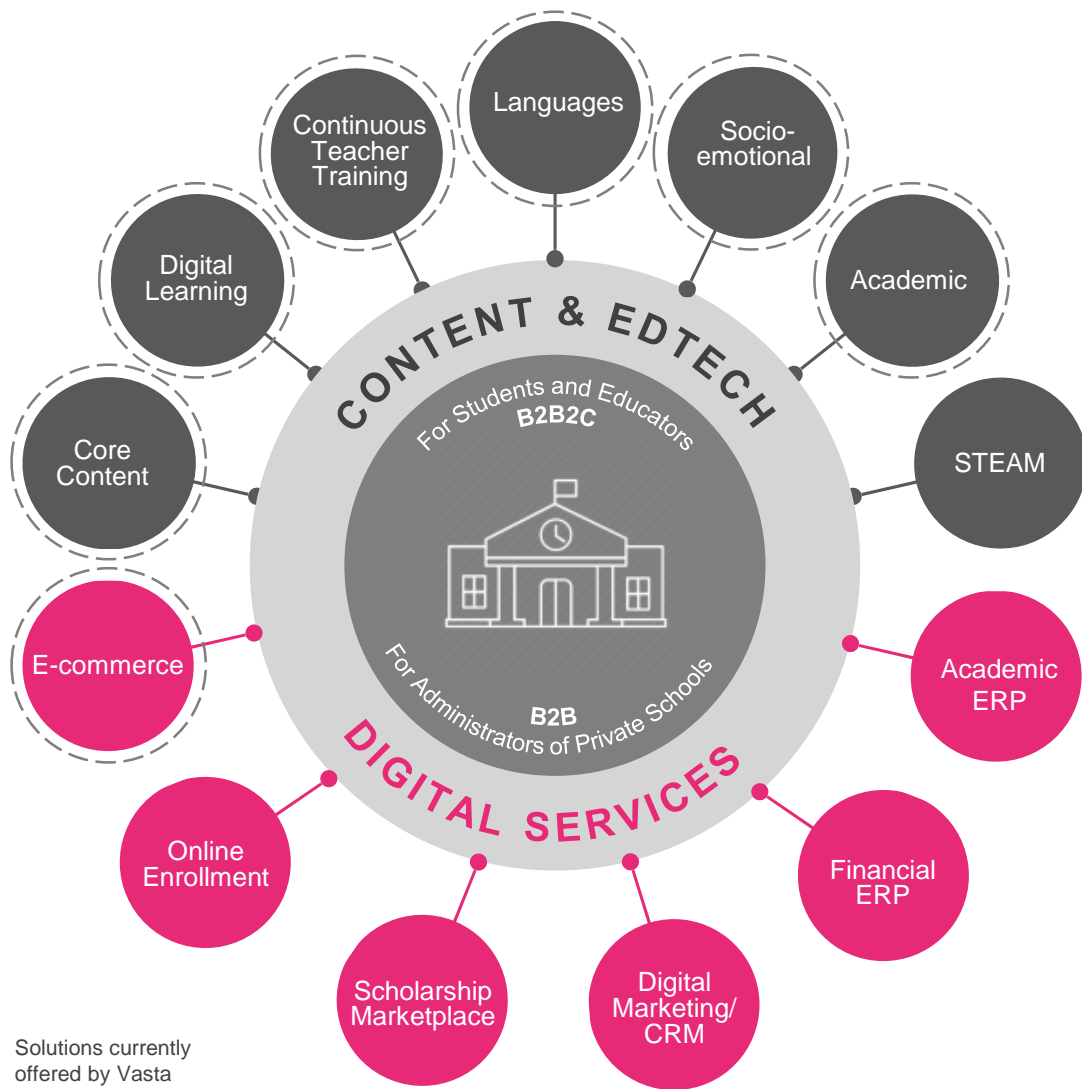 Languages
Continuous
Teacher
Training
Socio-
emotional
Digital
Learning
Academic
Core
Content
STEAM
CONTENT & EDTECH
For Students and Educators
B2B2C
B2B
For Administrators of Private Schools
DIGITAL SERVICES
E-commerce
Academic
ERP
Online
Enrollment
Financial
ERP
Scholarship
Marketplace
Digital
Marketing/
CRM
Solutions currently
offered by Vasta